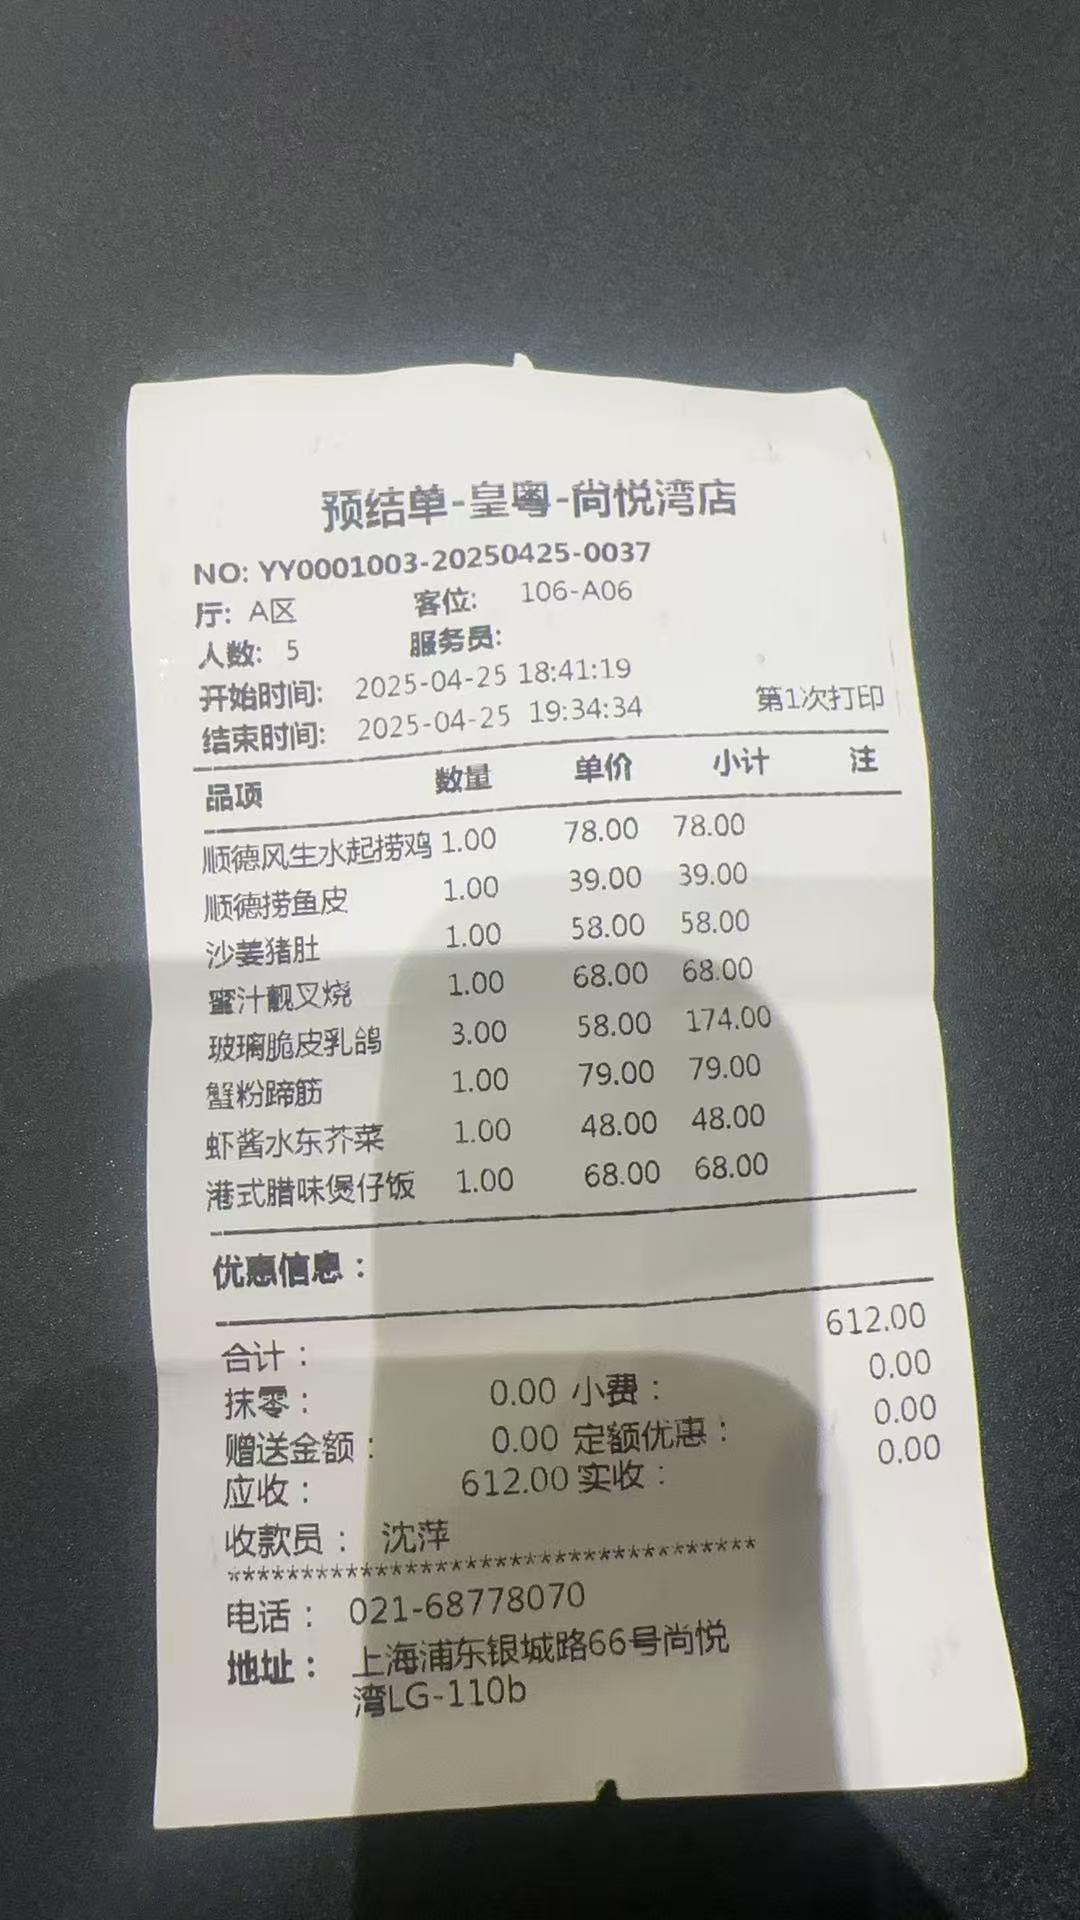 预结单-皇粤-尚悦湾店
NO: YY0001003-20250425-0037
厅: A区 客位: 106-A06
人数: 5 服务员:
开始时间: 2025-04-25 18:41:19
结束时间: 2025-04-25 19:34:34 第1次打印
品项 数量 单价 小计 注
顺德风生水起捞鸡 1.00 78.00 78.00
顺德捞鱼皮 1.00 39.00 39.00
沙姜猪肚 1.00 58.00 58.00
蜜汁靓叉烧 1.00 68.00 68.00
玻璃脆皮乳鸽 3.00 58.00 174.00
蟹粉蹄筋 1.00 79.00 79.00
虾酱水东芥菜 1.00 48.00 48.00
港式腊味煲仔饭 1.00 68.00 68.00
优惠信息：
合计： 612.00
抹零： 0.00 小费： 0.00
赠送金额： 0.00 定额优惠： 0.00
应收： 612.00 实收： 0.00
收款员： 沈萍
************************************
电话： 021-68778070
地址： 上海浦东银城路66号尚悦
湾LG-110b